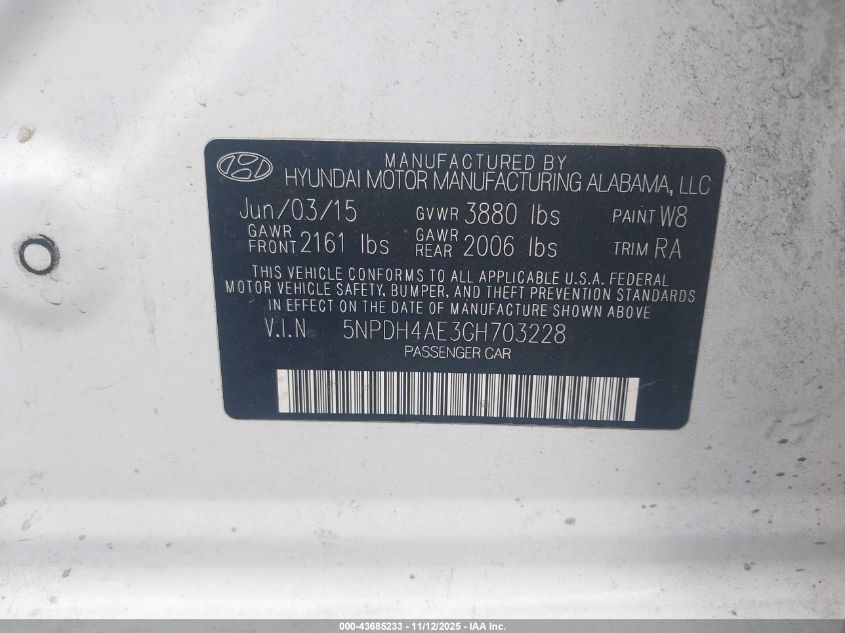 MANUFACTURED BY
HYUNDAI MOTOR MANUFACTURING ALABAMA, LLC
Jun/03/15 GVWR 3880 lbs PAINT W8
GAWR FRONT 2161 lbs GAWR REAR 2006 lbs TRIM RA
THIS VEHICLE CONFORMS TO ALL APPLICABLE U.S.A. FEDERAL
MOTOR VEHICLE SAFETY, BUMPER, AND THEFT PREVENTION STANDARDS
IN EFFECT ON THE DATE OF MANUFACTURE SHOWN ABOVE.
V.I.N 5NPDH4AE3GH703228
PASSENGER CAR
000-43685233 - 11/12/2025 - IAA Inc.